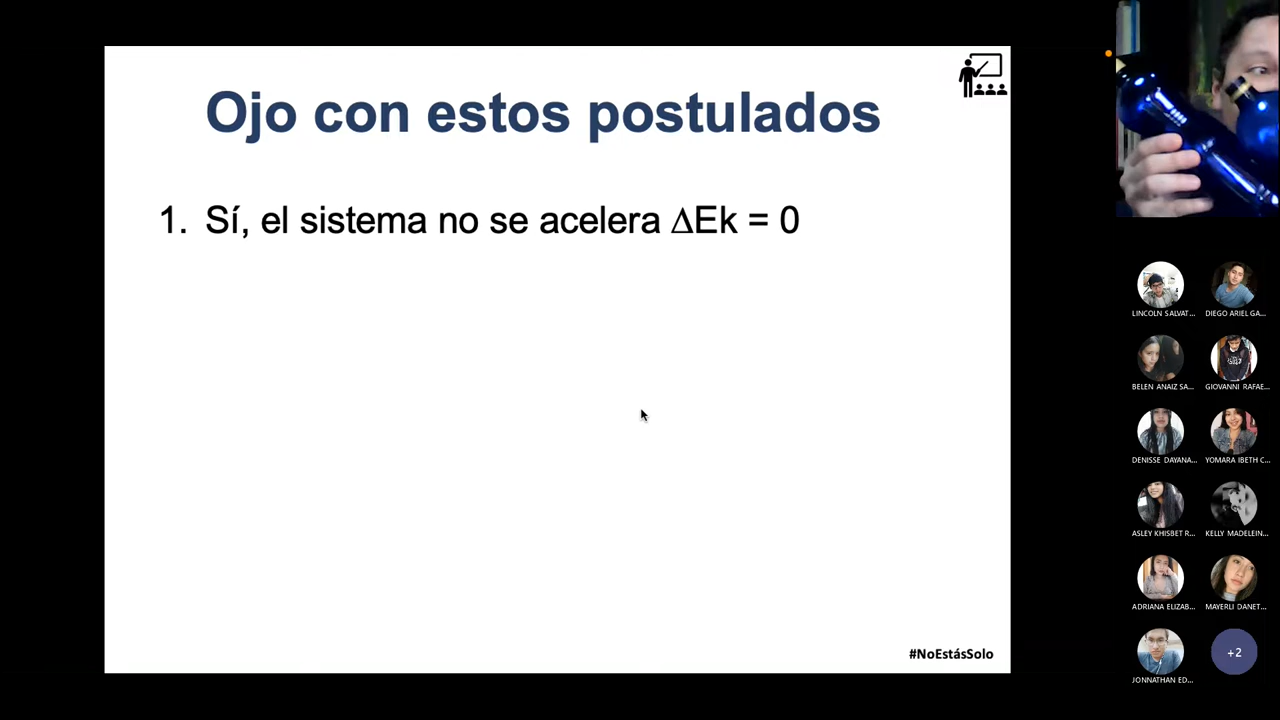 Ojo con estos postulados
1. Sí, el sistema no se acelera ΔEk = 0
#NoEstásSolo
LINCOLN SALVAT...
DIEGO ARIEL GA...
BELEN ANAIZ SA...
GIOVANNI RAFAE...
DENISSE DAYANA...
YOMARA IBETH C...
ASLEY KHISBET R...
KELLY MADELEIN...
ADRIANA ELIZAB...
MAYERLI DANET...
JONNATHAN ED...
+2